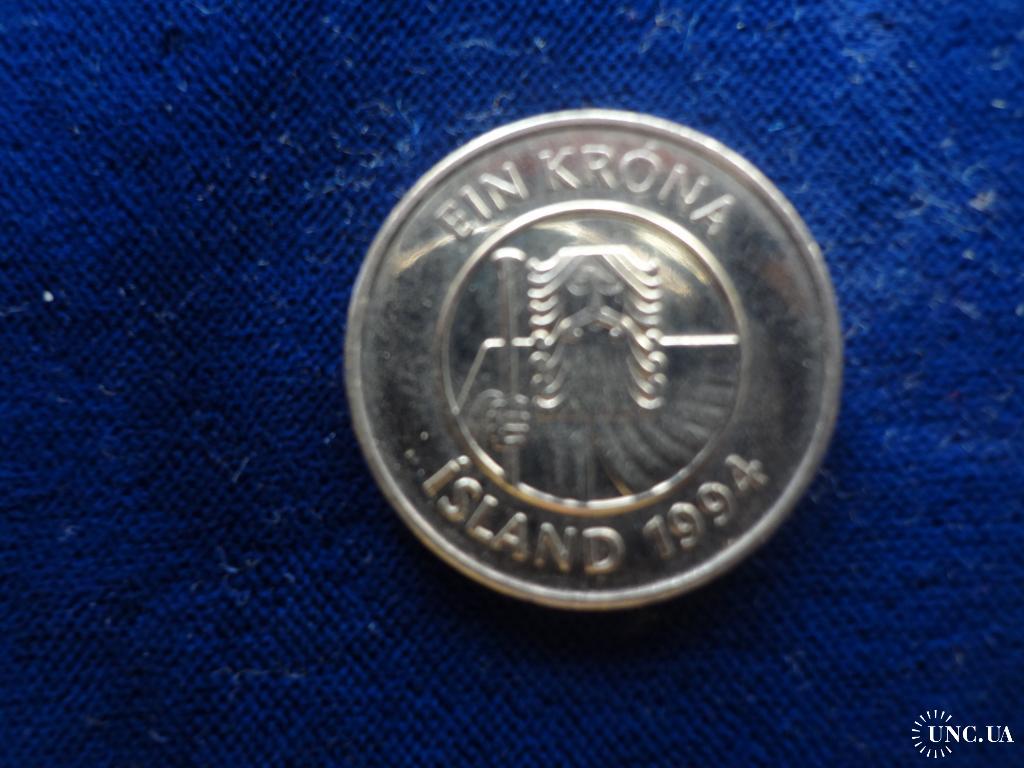 EIN KRÓNA
ÍSLAND 1994
UNC.UA